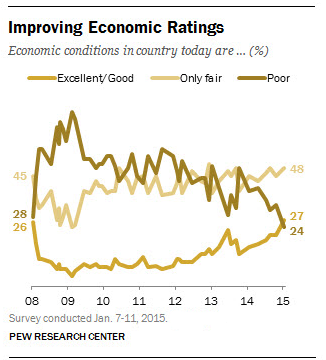 Improving Economic Ratings
Economic conditions in country today are ... (%)
Excellent/Good Only fair Poor
45
28
26
48
27
24
08 09 10 11 12 13 14 15
Survey conducted Jan. 7-11, 2015.
PEW RESEARCH CENTER